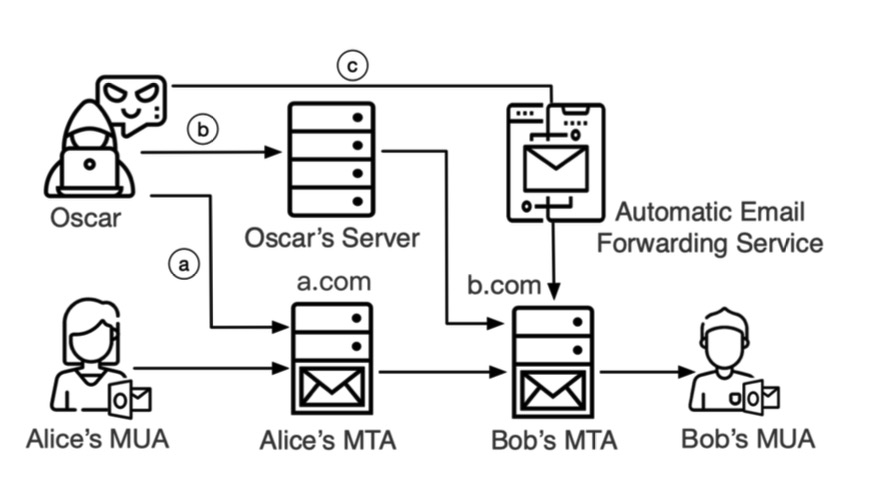 c
b
Oscar
Oscar's Server
Automatic Email
Forwarding Service
a
a.com
b.com
Alice's MUA
Alice's MTA
Bob's MTA
Bob's MUA